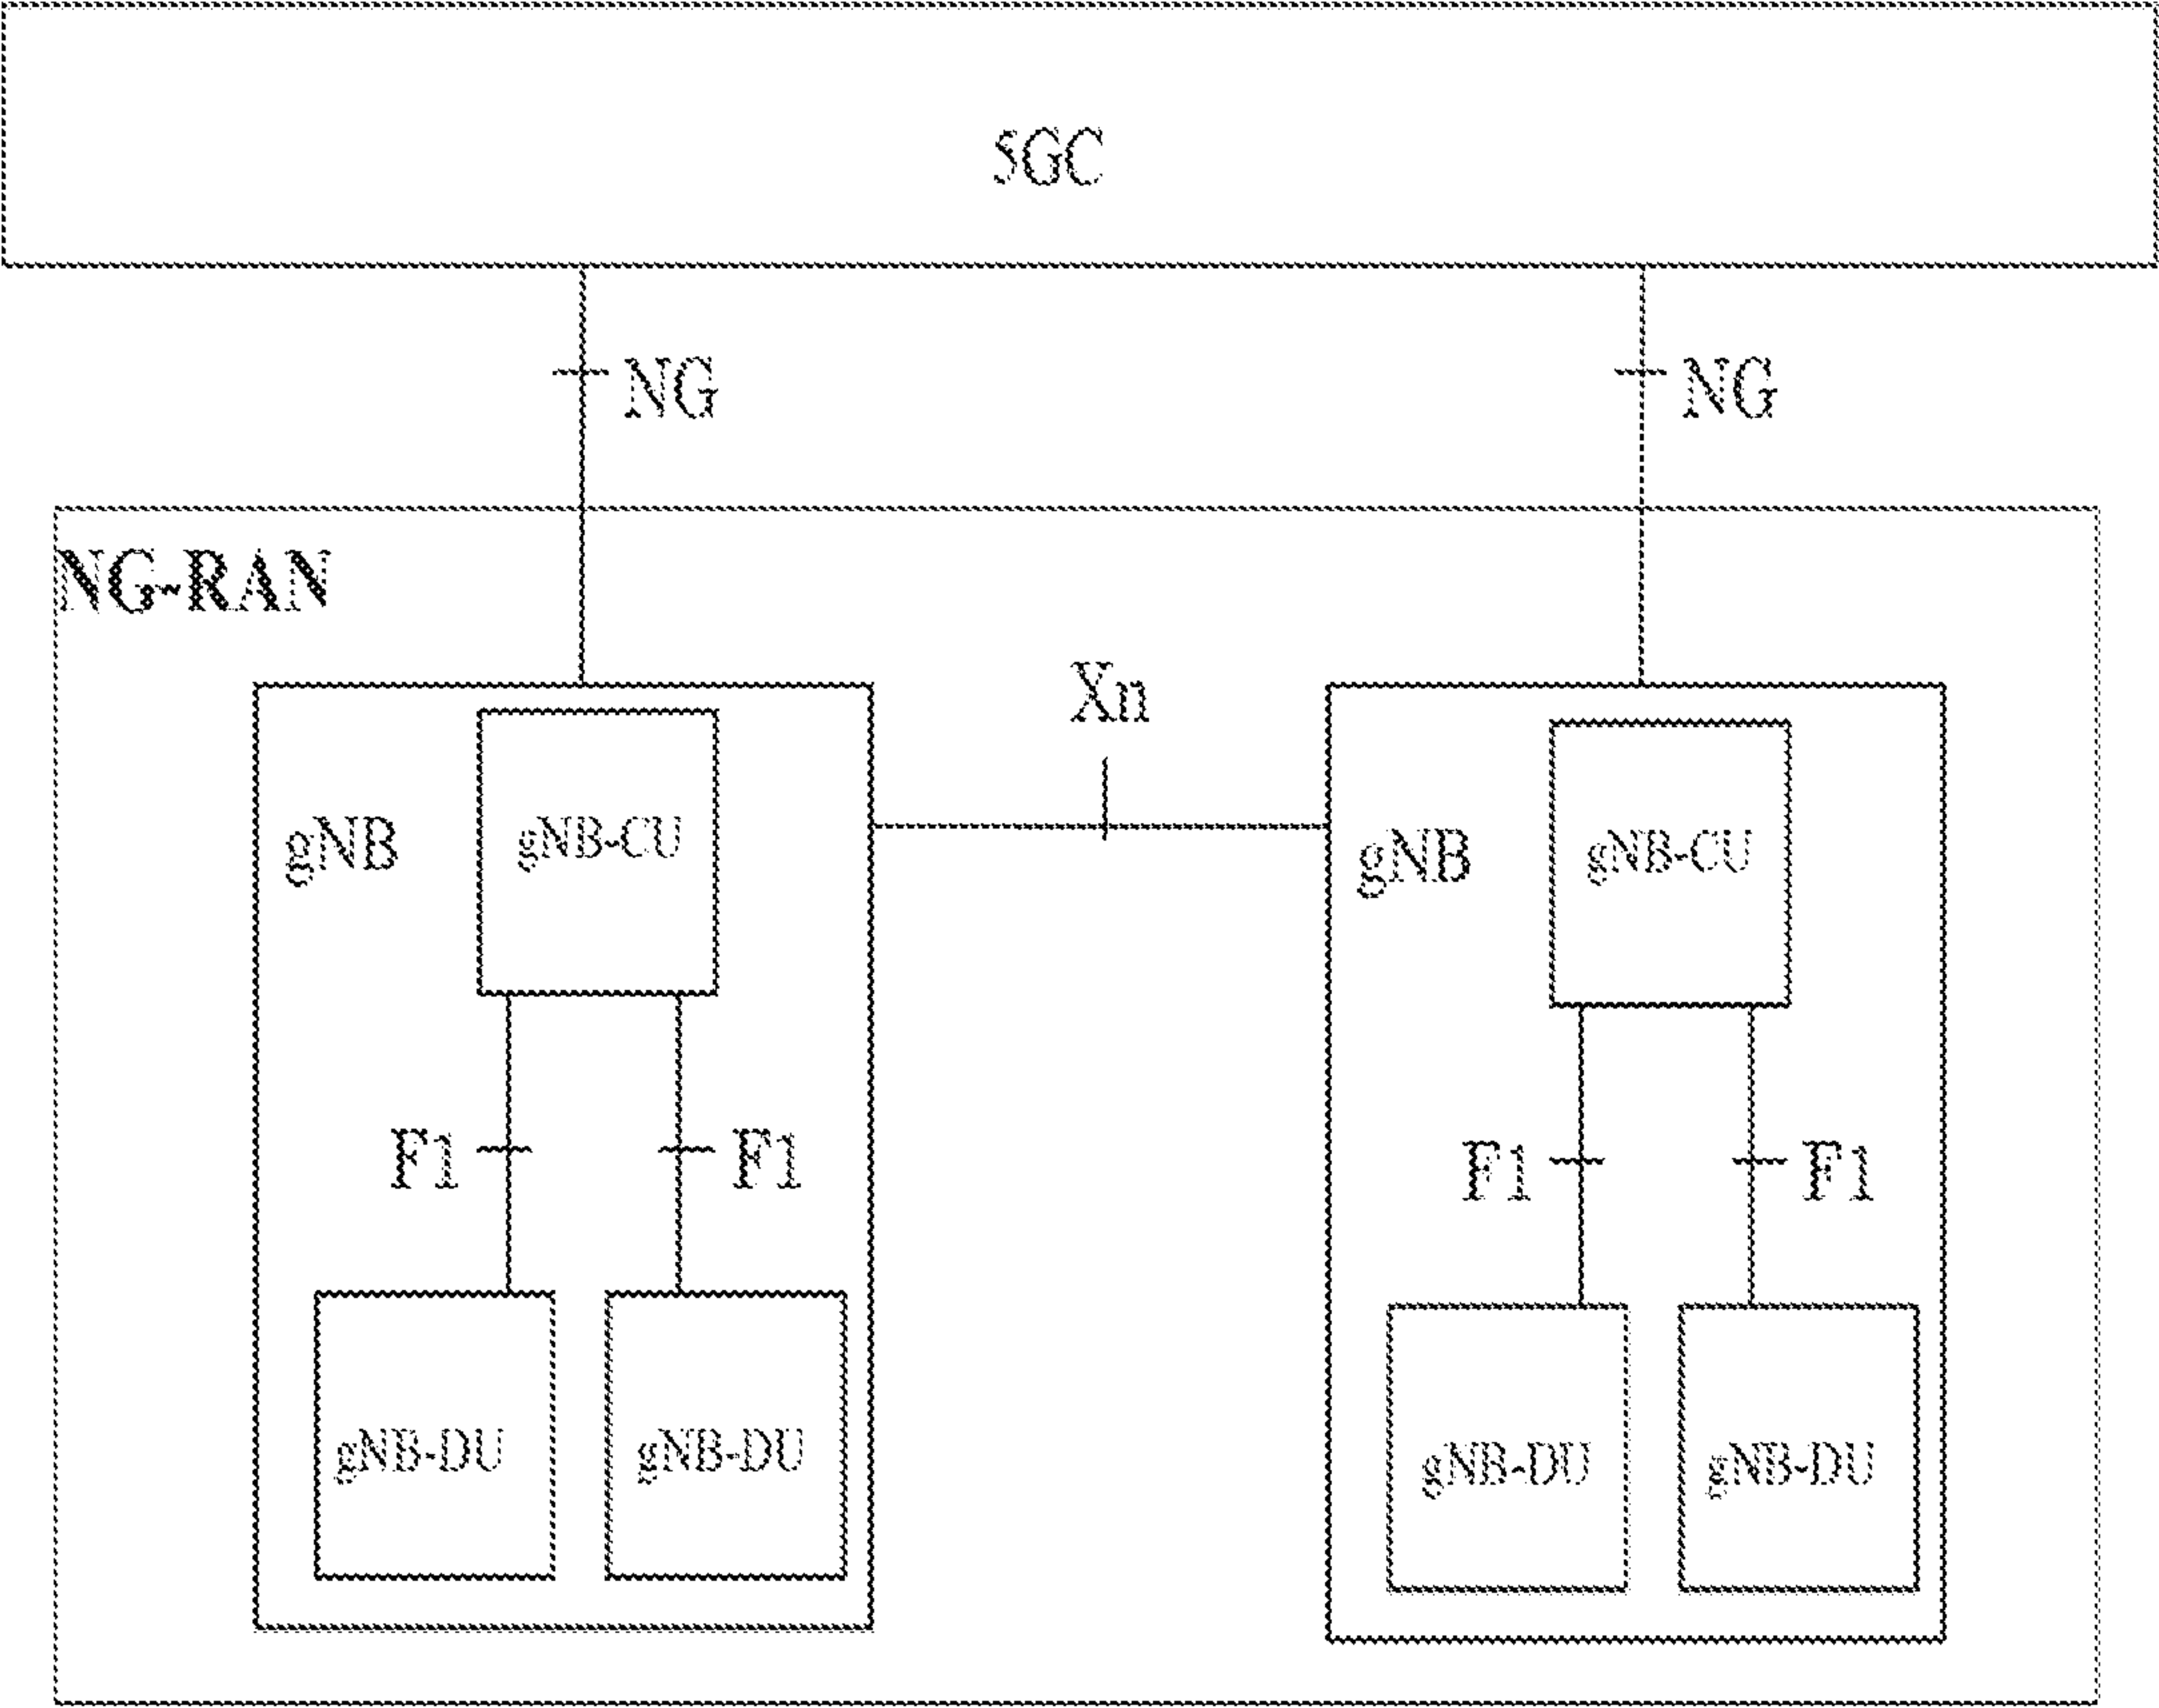 5GC
NG
NG
NG-RAN
Xn
gNB
gNB-CU
gNB
gNB-CU
F1
F1
F1
F1
gNB-DU
gNB-DU
gNB-DU
gNB-DU